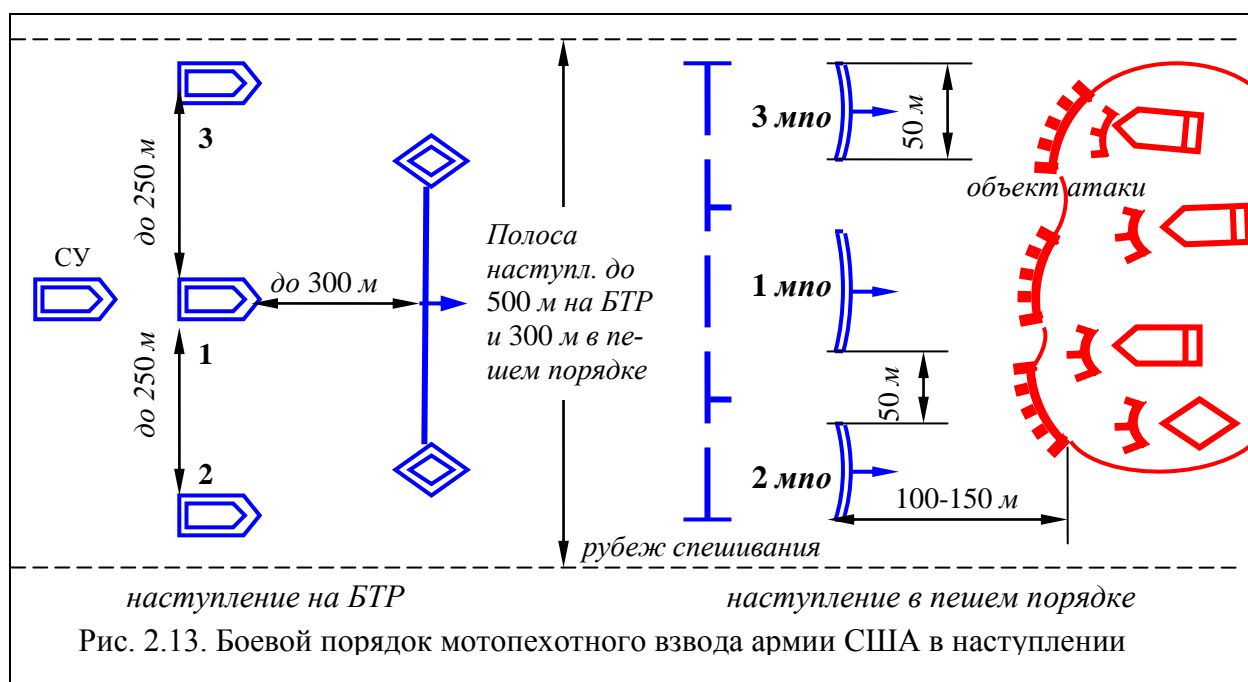 3
до 250 м
СУ
1
до 250 м
2
до 300 м
Полоса
наступл. до
500 м на БТР
и 300 м в пе-
шем порядке
3 мпо
50 м
объект атаки
1 мпо
50 м
2 мпо
100-150 м
рубеж спешивания
наступление на БТР
наступление в пешем порядке
Рис. 2.13. Боевой порядок мотопехотного взвода армии США в наступлении